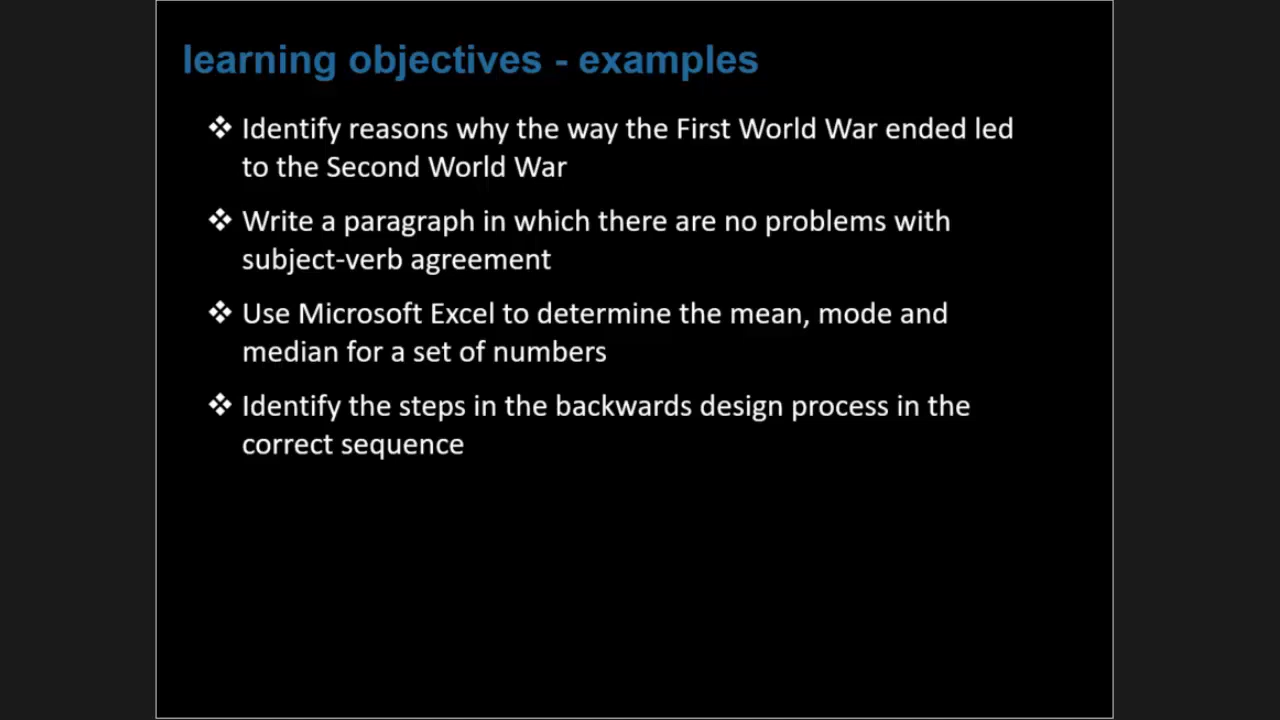 learning objectives - examples
❖ Identify reasons why the way the First World War ended led
to the Second World War
❖ Write a paragraph in which there are no problems with
subject-verb agreement
❖ Use Microsoft Excel to determine the mean, mode and
median for a set of numbers
❖ Identify the steps in the backwards design process in the
correct sequence